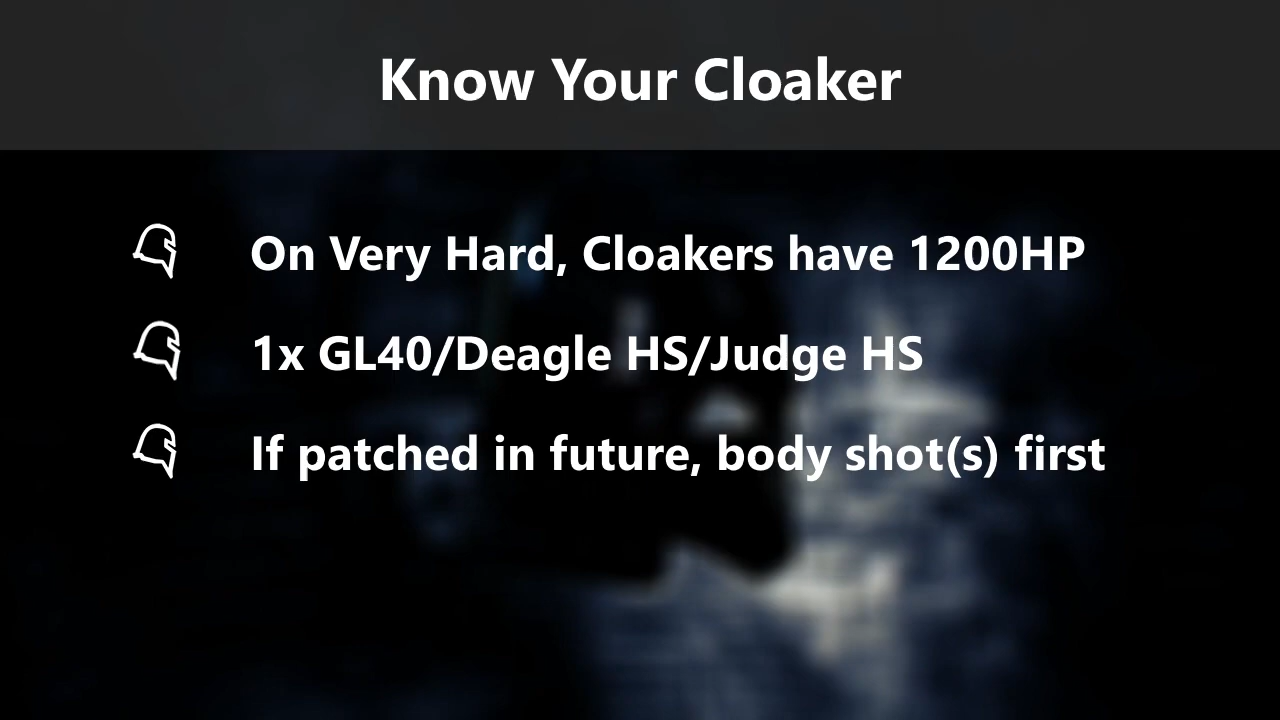 Know Your Cloaker
On Very Hard, Cloakers have 1200HP
1x GL40/Deagle HS/Judge HS
If patched in future, body shot(s) first